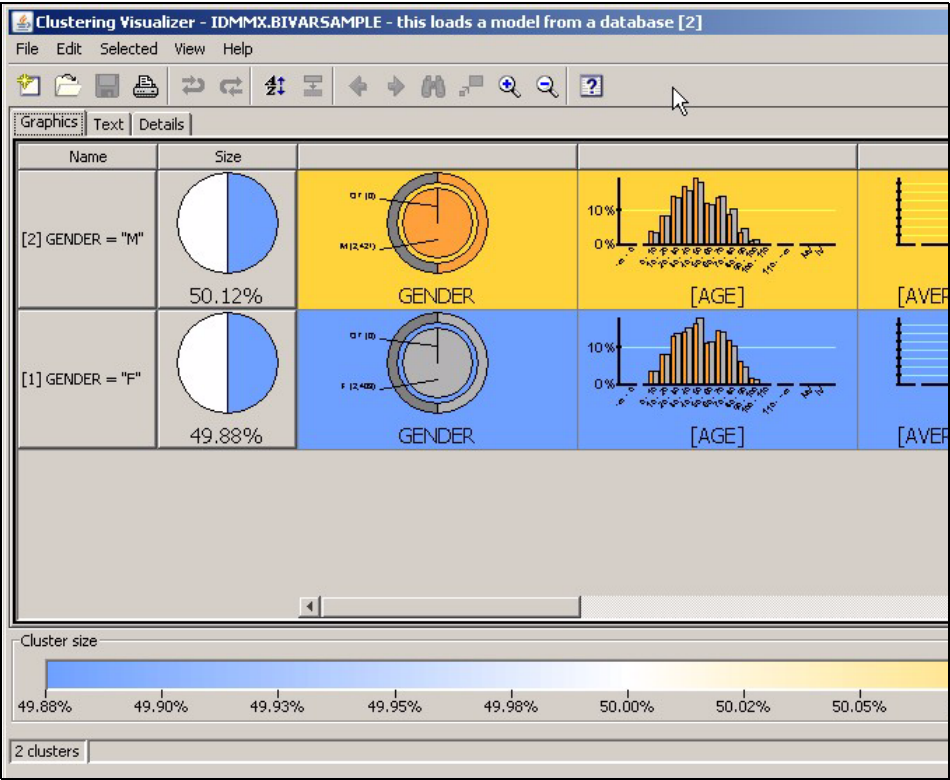 Clustering Visualizer - IDMMX.BIVARSAMPLE - this loads a model from a database [2]
File Edit Selected View Help
Graphics Text Details
Name Size
[2] GENDER = "M"
50.12%
M (2,421)
GENDER
10%
0%
[AGE]
[AVER
[1] GENDER = "F"
49.88%
GENDER
10%
0%
[AGE]
[AVER
Cluster size
49.88% 49.90% 49.93% 49.95% 49.98% 50.00% 50.02% 50.05%
2 clusters